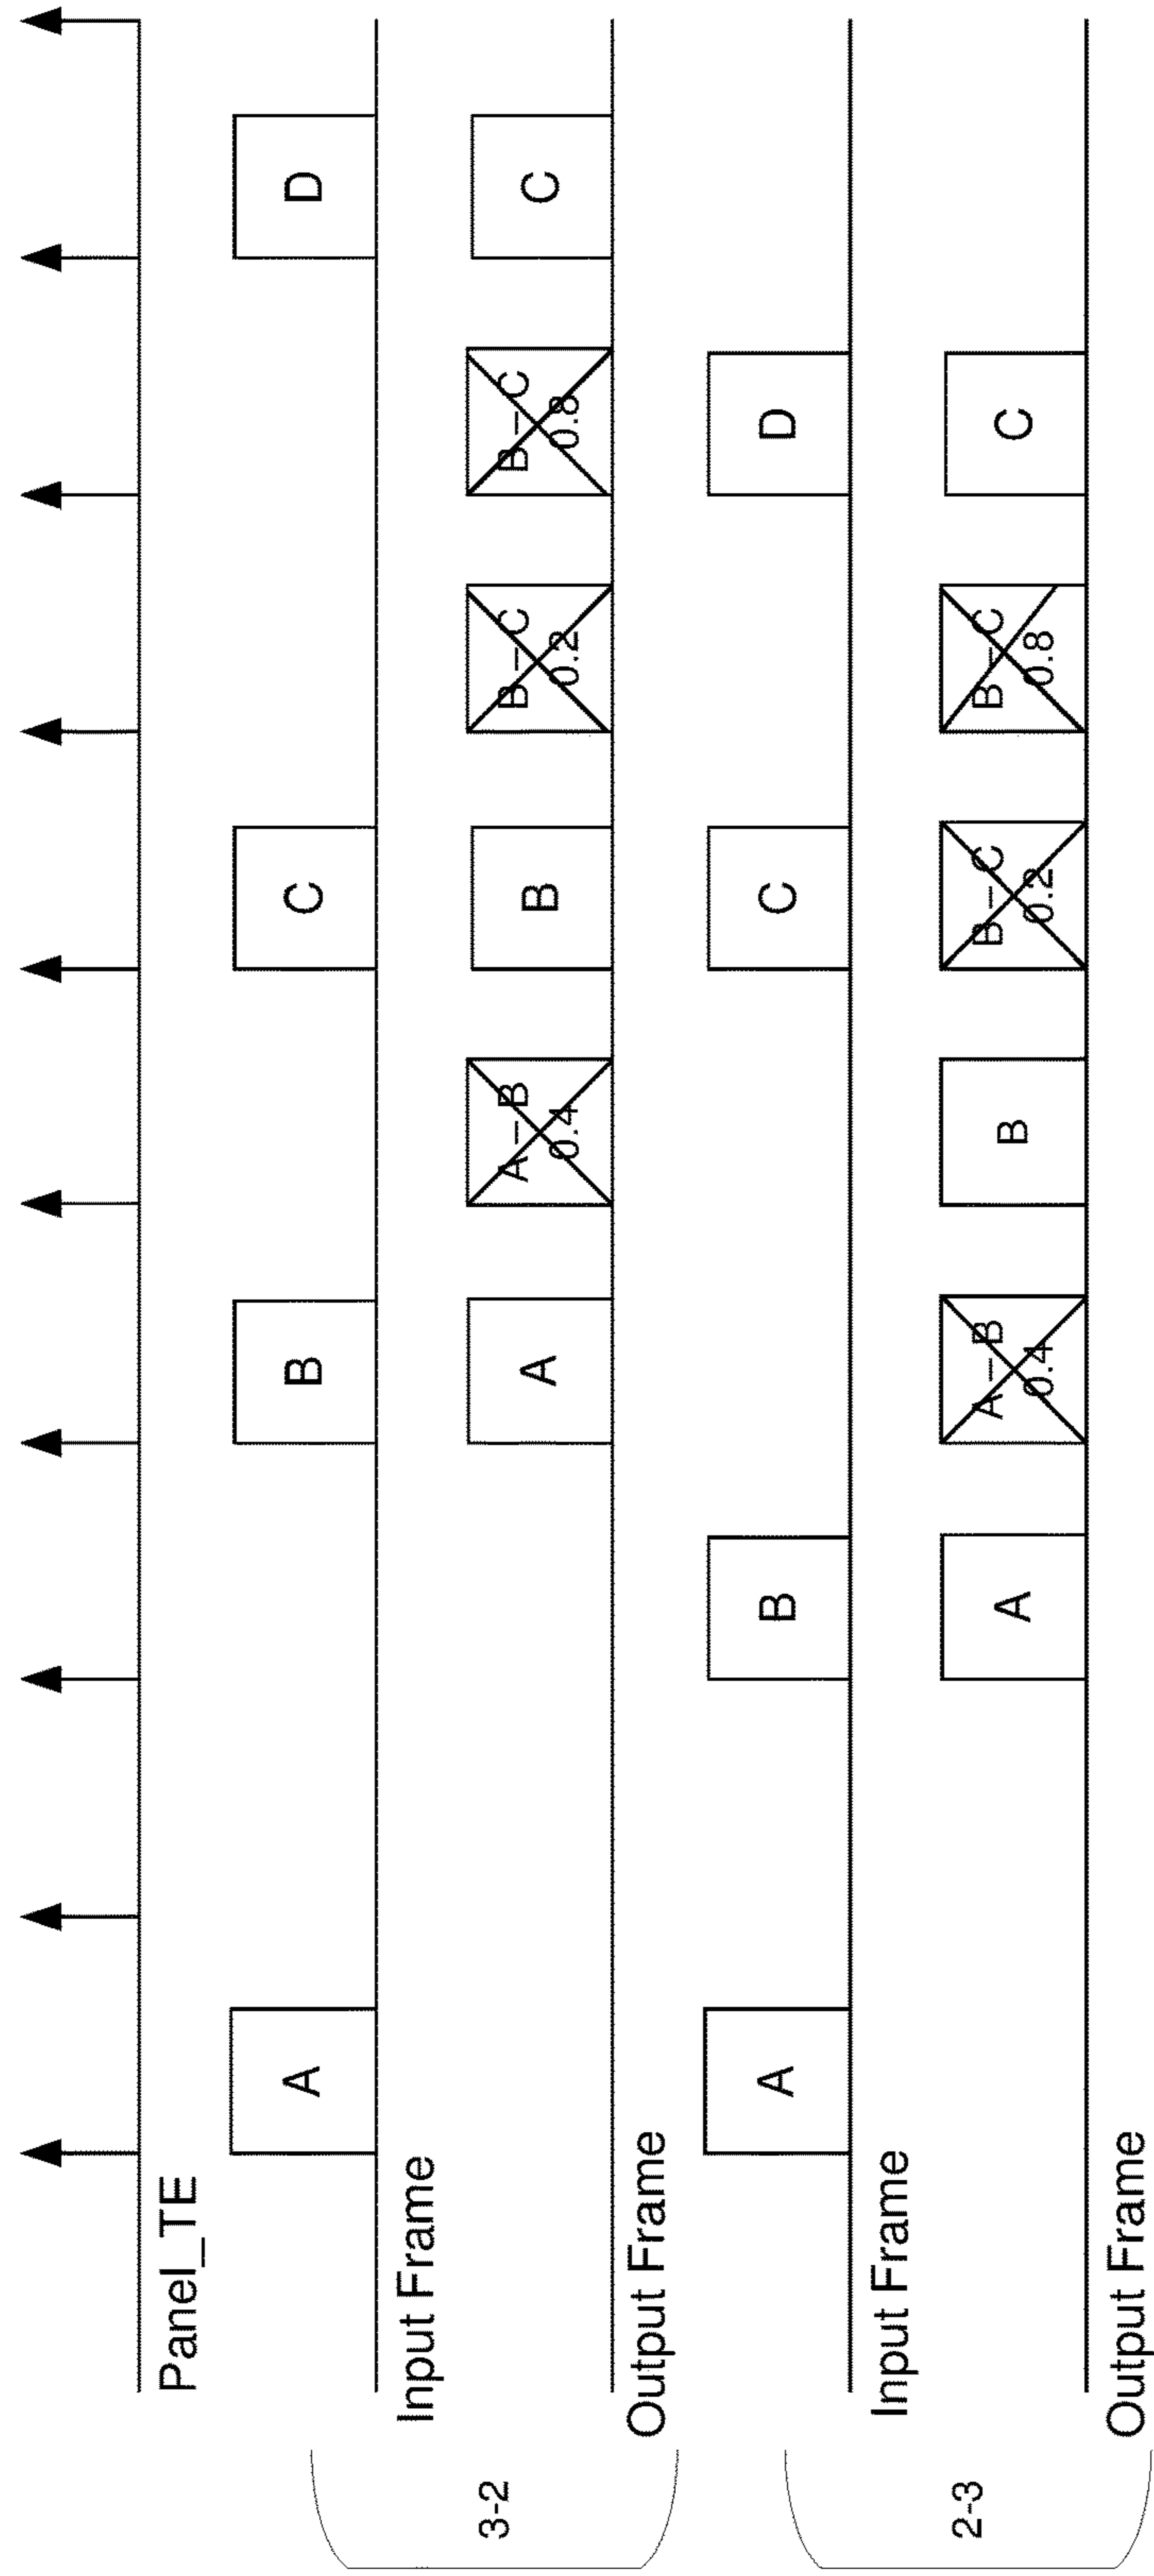 Panel_TE
3-2
A
B
C
D
Input Frame
A
A–B
0.4
B
B–C
0.2
B–C
0.8
C
Output Frame
2-3
A
B
C
D
Input Frame
A
A–B
0.4
B
B–C
0.2
B–C
0.8
C
Output Frame